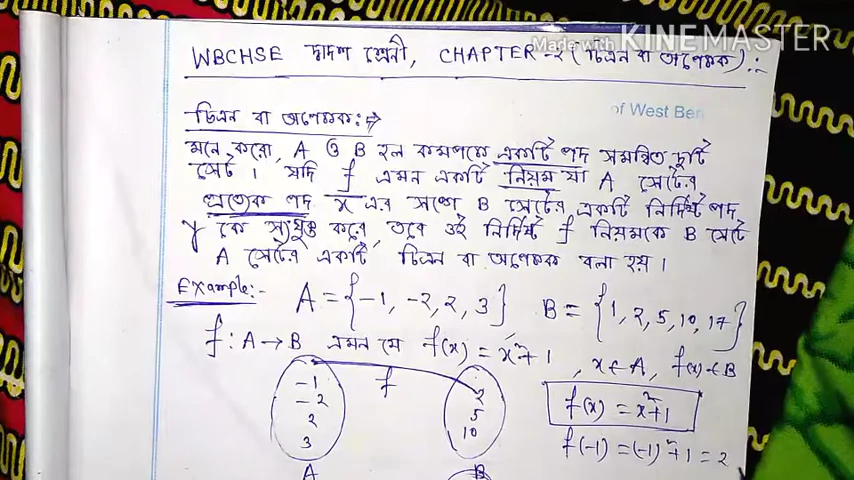 Made with KINEMASTER
WBCHSE দ্বাদশ শ্রেণী, CHAPTER-২ (চিত্রন বা অপেক্ষক):-
of West Ben
চিত্রন বা অপেক্ষক:⇒
মনে করো, A ও B হল কমপক্ষে একটি পদ সমন্বিত দুটি
সেট। যদি f এমন একটি নিয়ম যা A সেটের
প্রত্যেক পদ x এর সঙ্গে B সেটের একটি নির্দিষ্ট পদ
y কে সংযুক্ত করে, তবে ওই নির্দিষ্ট f নিয়মকে B সেটে
A সেটের একটি চিত্রন বা অপেক্ষক বলা হয়।
Example:- A = {-1, -2, 2, 3} B = {1, 2, 5, 10, 17}
f : A → B এমন যে f(x) = x²+1, x ∈ A, f(x) ∈ B
f
-1
-2
2
3
A
2
5
10
B
f(x) = x²+1
f(-1) = (-1)²+1 = 2